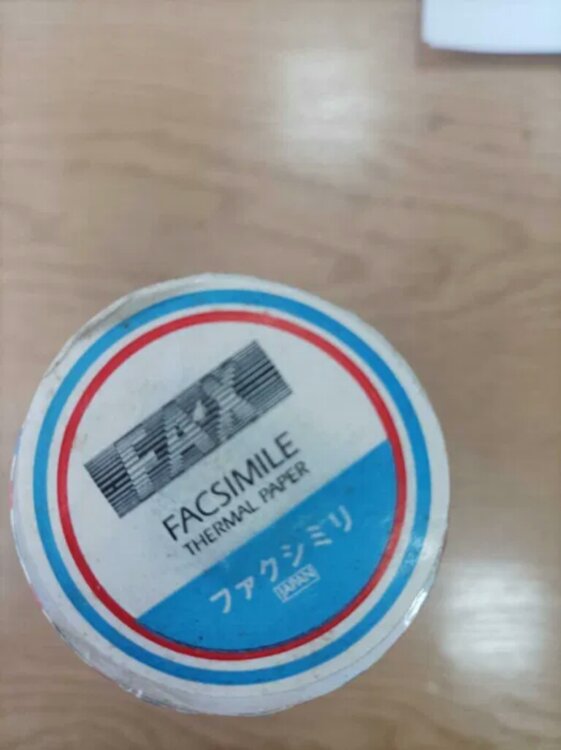 FAX
FACSIMILE
THERMAL PAPER
ファクシミリ
JAPAN